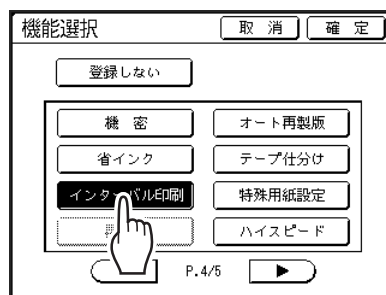 機能選択
取 消
確 定
登録しない
機 密
オート再製版
省インク
テープ仕分け
インターバル印刷
特殊用紙設定
ハイスピード
P.4/5